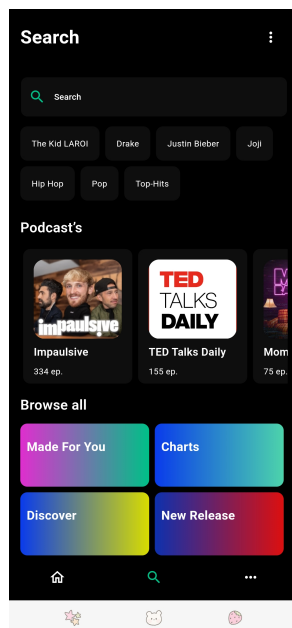 Search
Search
The Kid LAROI Drake Justin Bieber Joji
Hip Hop Pop Top-Hits
Podcast's
impaulsive
TED
TALKS
DAILY
Impaulsive TED Talks Daily Mom
334 ep. 155 ep. 75 ep.
Browse all
Made For You Charts
Discover New Release